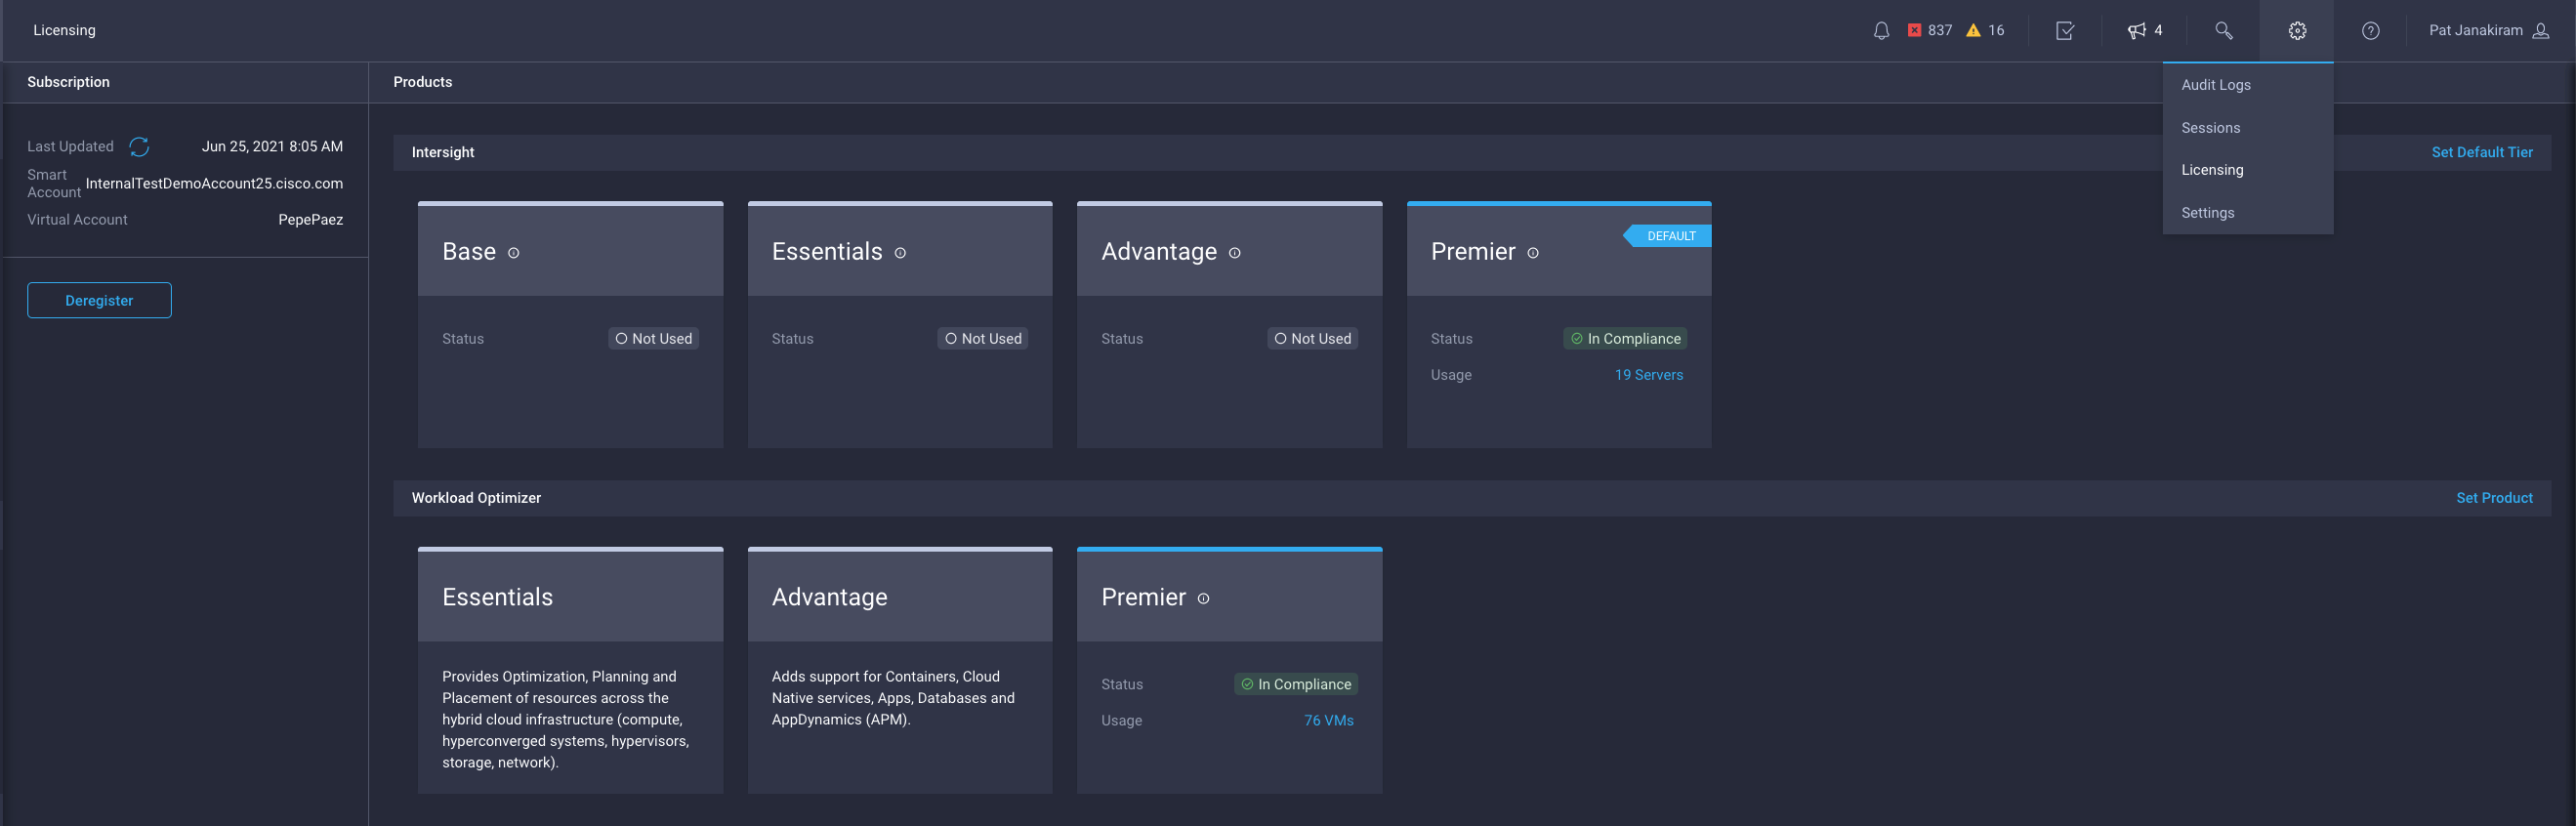 Licensing
837
16
4
Pat Janakiram
Audit Logs
Sessions
Licensing
Settings
Subscription
Last Updated Jun 25, 2021 8:05 AM
Smart
Account InternalTestDemoAccount25.cisco.com
Virtual Account PepePaez
Deregister
Products
Intersight Set Default Tier
Base
Status Not Used
Essentials
Status Not Used
Advantage
Status Not Used
Premier DEFAULT
Status In Compliance
Usage 19 Servers
Workload Optimizer Set Product
Essentials
Provides Optimization, Planning and
Placement of resources across the
hybrid cloud infrastructure (compute,
hyperconverged systems, hypervisors,
storage, network).
Advantage
Adds support for Containers, Cloud
Native services, Apps, Databases and
AppDynamics (APM).
Premier
Status In Compliance
Usage 76 VMs